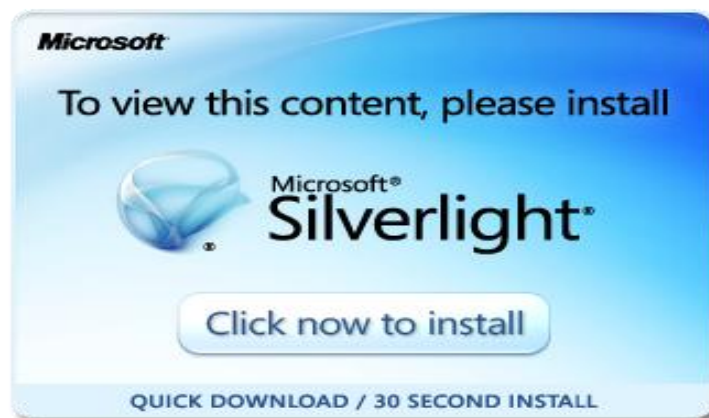 Microsoft
To view this content, please install
Microsoft®
Silverlight®
®
Click now to install
QUICK DOWNLOAD / 30 SECOND INSTALL